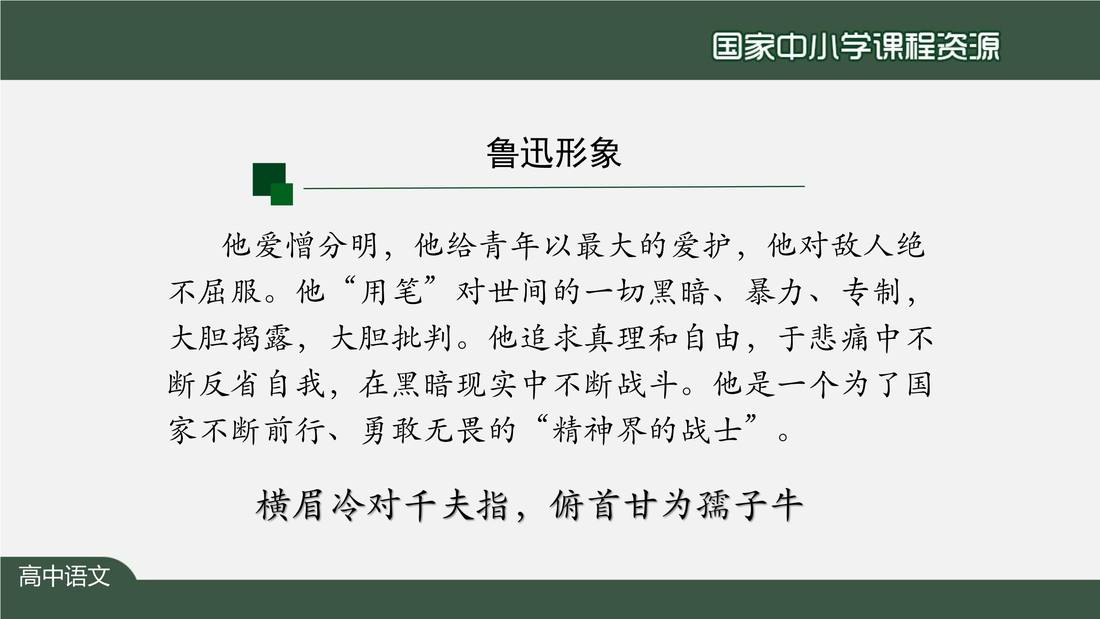 国家中小学课程资源
鲁迅形象
他爱憎分明，他给青年以最大的爱护，他对敌人绝
不屈服。他“用笔”对世间的一切黑暗、暴力、专制，
大胆揭露，大胆批判。他追求真理和自由，于悲痛中不
断反省自我，在黑暗现实中不断战斗。他是一个为了国
家不断前行、勇敢无畏的“精神界的战士”。
横眉冷对千夫指，俯首甘为孺子牛
高中语文